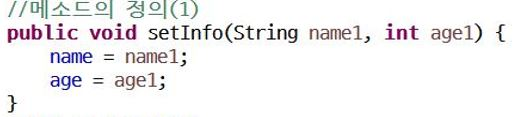 //메소드의 정의(1)
public void setInfo(String name1, int age1) {
    name = name1;
    age = age1;
}